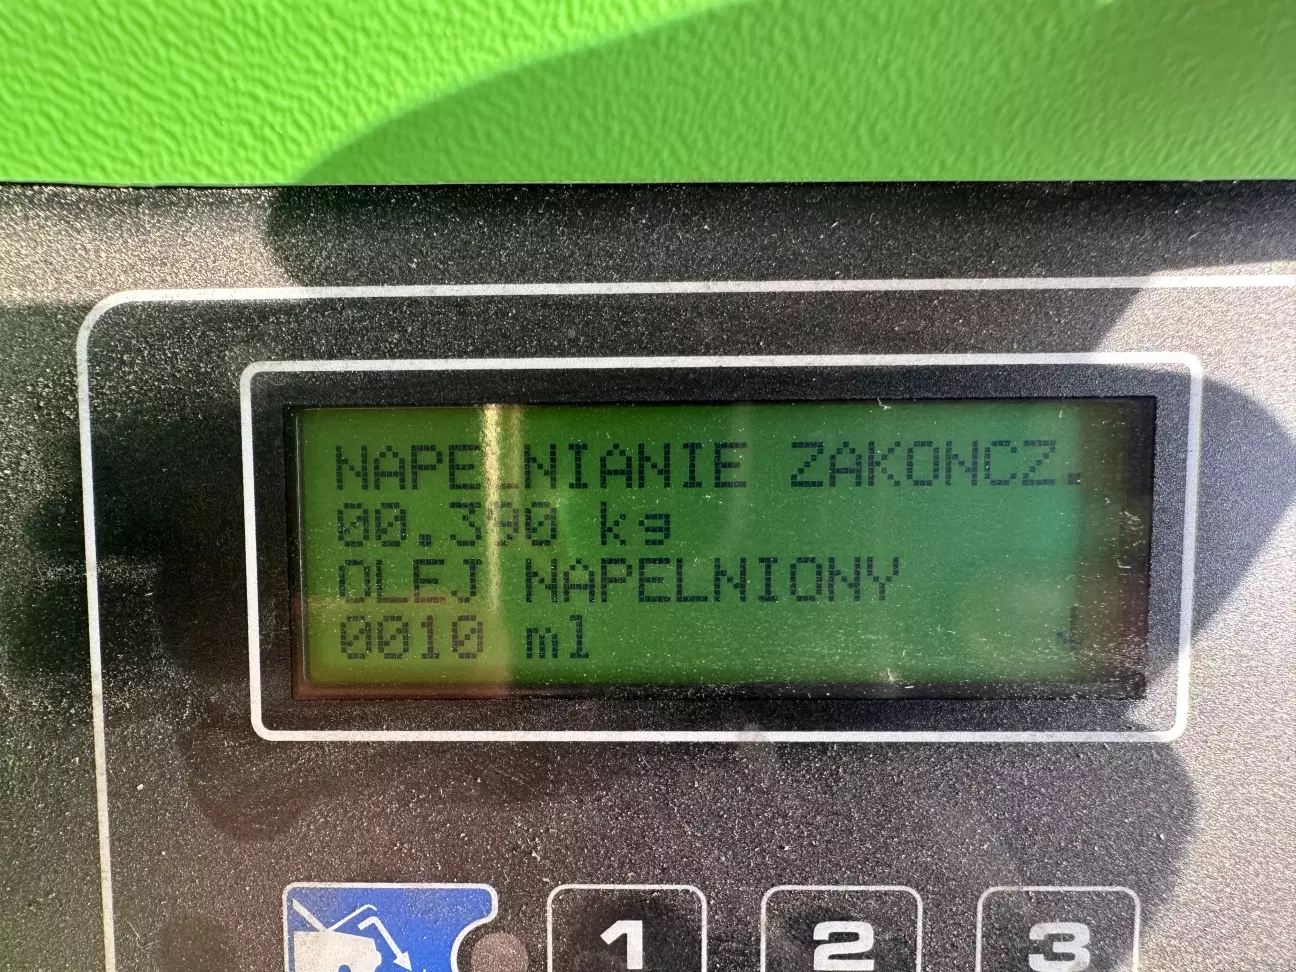 NAPELNIANIE ZAKONCZ.
00.390 kg
OLEJ NAPELNIONY
0010 ml
1 2 3